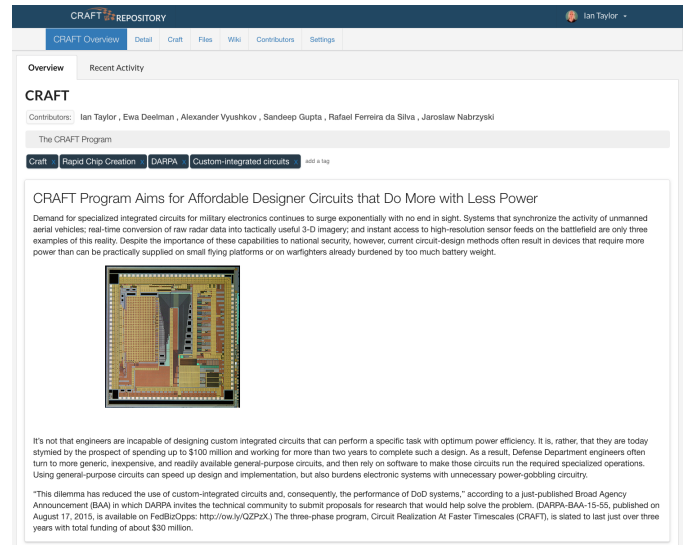 CRAFT REPOSITORY
Ian Taylor
CRAFT Overview Detail Craft Files Wiki Contributors Settings
Overview Recent Activity
CRAFT
Contributors: Ian Taylor , Ewa Deelman , Alexander Vyushkov , Sandeep Gupta , Rafael Ferreira da Silva , Jaroslaw Nabrzyski
The CRAFT Program
Craft x Rapid Chip Creation x DARPA x Custom-integrated circuits x add a tag
CRAFT Program Aims for Affordable Designer Circuits that Do More with Less Power
Demand for specialized integrated circuits for military electronics continues to surge exponentially with no end in sight. Systems that synchronize the activity of unmanned
aerial vehicles; real-time conversion of raw radar data into tactically useful 3-D imagery; and instant access to high-resolution sensor feeds on the battlefield are only three
examples of this reality. Despite the importance of these capabilities to national security, however, current circuit-design methods often result in devices that require more
power than can be practically supplied on small flying platforms or on warfighters already burdened by too much battery weight.
It's not that engineers are incapable of designing custom integrated circuits that can perform a specific task with optimum power efficiency. It is, rather, that they are today
stymied by the prospect of spending up to $100 million and working for more than two years to complete such a design. As a result, Defense Department engineers often
turn to more generic, inexpensive, and readily available general-purpose circuits, and then rely on software to make those circuits run the required specialized operations.
Using general-purpose circuits can speed up design and implementation, but also burdens electronic systems with unnecessary power-gobbling circuitry.
"This dilemma has reduced the use of custom-integrated circuits and, consequently, the performance of DoD systems," according to a just-published Broad Agency
Announcement (BAA) in which DARPA invites the technical community to submit proposals for research that would help solve the problem. (DARPA-BAA-15-55, published on
August 17, 2015, is available on FedBizOpps: http://ow.ly/QZPzX.) The three-phase program, Circuit Realization At Faster Timescales (CRAFT), is slated to last just over three
years with total funding of about $30 million.